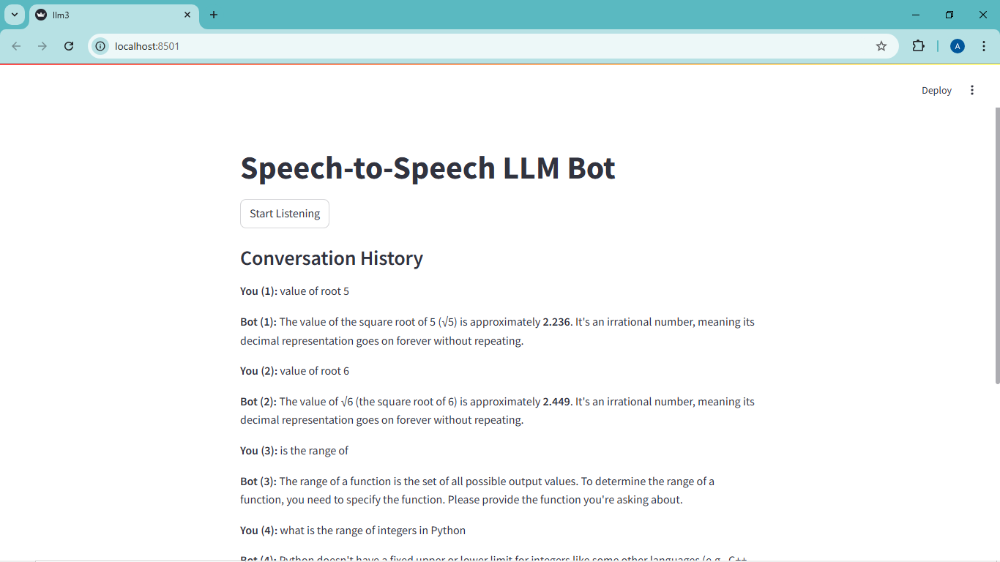 llm3
localhost:8501
A
Deploy
Speech-to-Speech LLM Bot
Start Listening
Conversation History
You (1): value of root 5
Bot (1): The value of the square root of 5 (√5) is approximately 2.236. It's an irrational number, meaning its
decimal representation goes on forever without repeating.
You (2): value of root 6
Bot (2): The value of √6 (the square root of 6) is approximately 2.449. It's an irrational number, meaning its
decimal representation goes on forever without repeating.
You (3): is the range of
Bot (3): The range of a function is the set of all possible output values. To determine the range of a
function, you need to specify the function. Please provide the function you're asking about.
You (4): what is the range of integers in Python
Bot (4): Python doesn't have a fixed upper or lower limit for integers like some other languages (e.g., C++